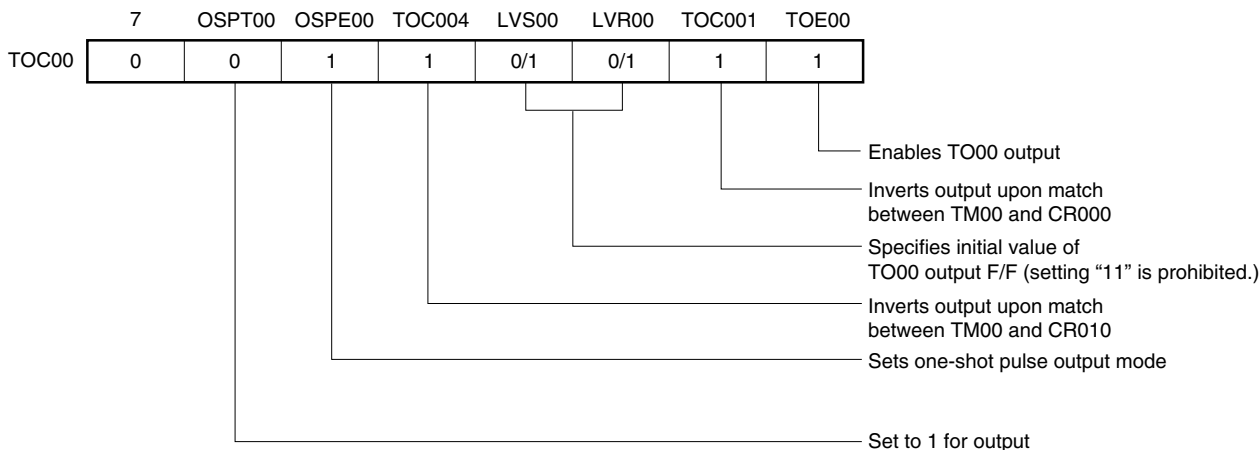 7 OSPT00 OSPE00 TOC004 LVS00 LVR00 TOC001 TOE00
TOC00 0 0 1 1 0/1 0/1 1 1
Enables TO00 output
Inverts output upon match
between TM00 and CR000
Specifies initial value of
TO00 output F/F (setting “11” is prohibited.)
Inverts output upon match
between TM00 and CR010
Sets one-shot pulse output mode
Set to 1 for output